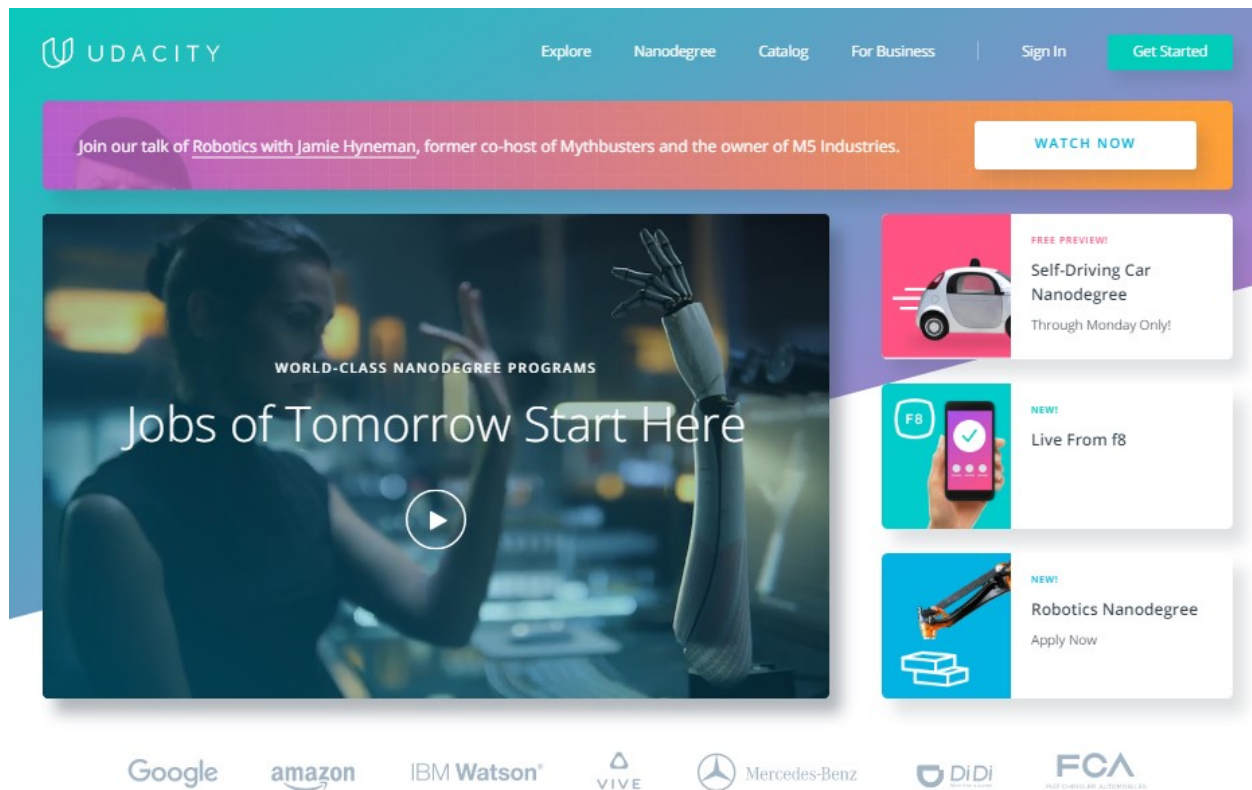 UDACITY
Explore Nanodegree Catalog For Business Sign In Get Started
Join our talk of Robotics with Jamie Hyneman, former co-host of Mythbusters and the owner of M5 Industries.
WATCH NOW
WORLD-CLASS NANODEGREE PROGRAMS
Jobs of Tomorrow Start Here
FREE PREVIEW!
Self-Driving Car
Nanodegree
Through Monday Only!
F8
NEW!
Live From f8
NEW!
Robotics Nanodegree
Apply Now
Google amazon IBM Watson® VIVE Mercedes-Benz DiDi FCA
FIAT CHRYSLER AUTOMOBILES